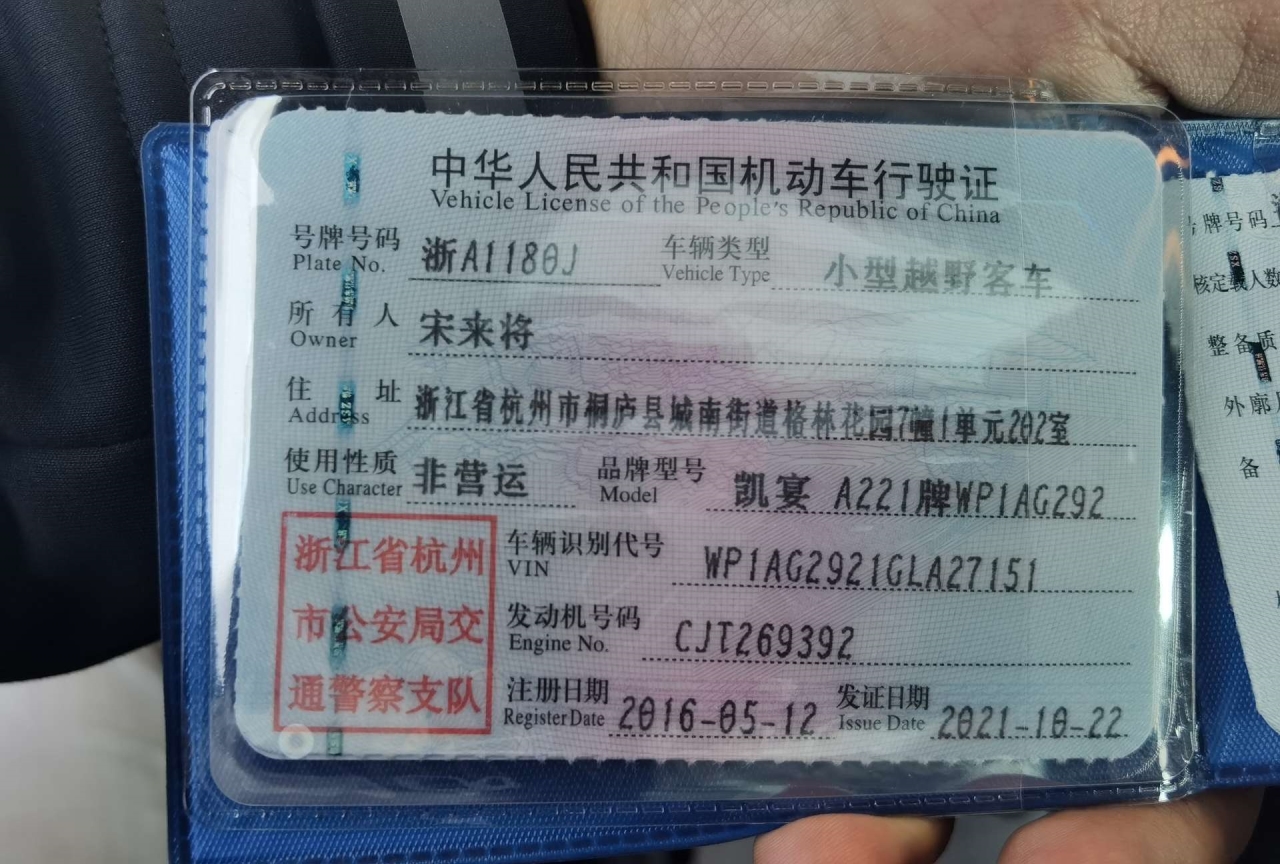 中华人民共和国机动车行驶证
Vehicle License of the People's Republic of China
号牌号码 浙A1180J 车辆类型 小型越野客车
Plate No. Vehicle Type
所有人 宋来将
Owner
住址 浙江省杭州市桐庐县城南街道格林花园7幢1单元202室
Address
使用性质 非营运 品牌型号 凯宴 A221牌WP1AG292
Use Character Model
浙江省杭州
市公安局交
通警察支队
车辆识别代号 WP1AG2921GLA27151
VIN
发动机号码 CJT269392
Engine No.
注册日期 2016-05-12 发证日期 2021-10-22
Register Date Issue Date
号牌号码
核定载人数
整备质
外廓
备